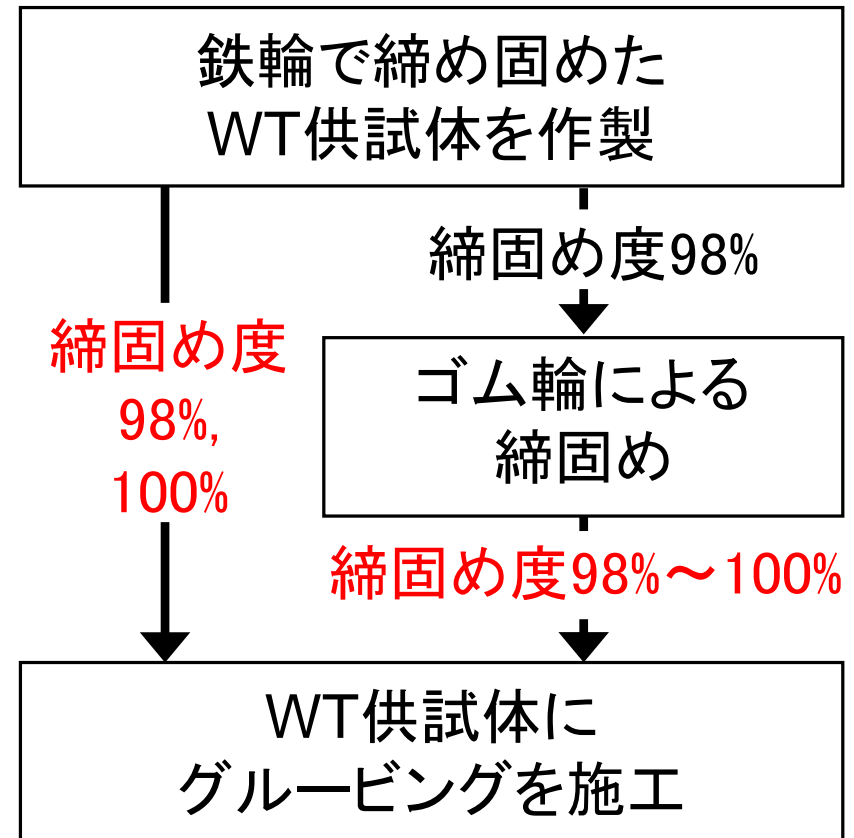 鉄輪で締め固めた
WT供試体を作製
締固め度98%
締固め度
98%,
100%
ゴム輪による
締固め
締固め度98%～100%
WT供試体に
グルービングを施工